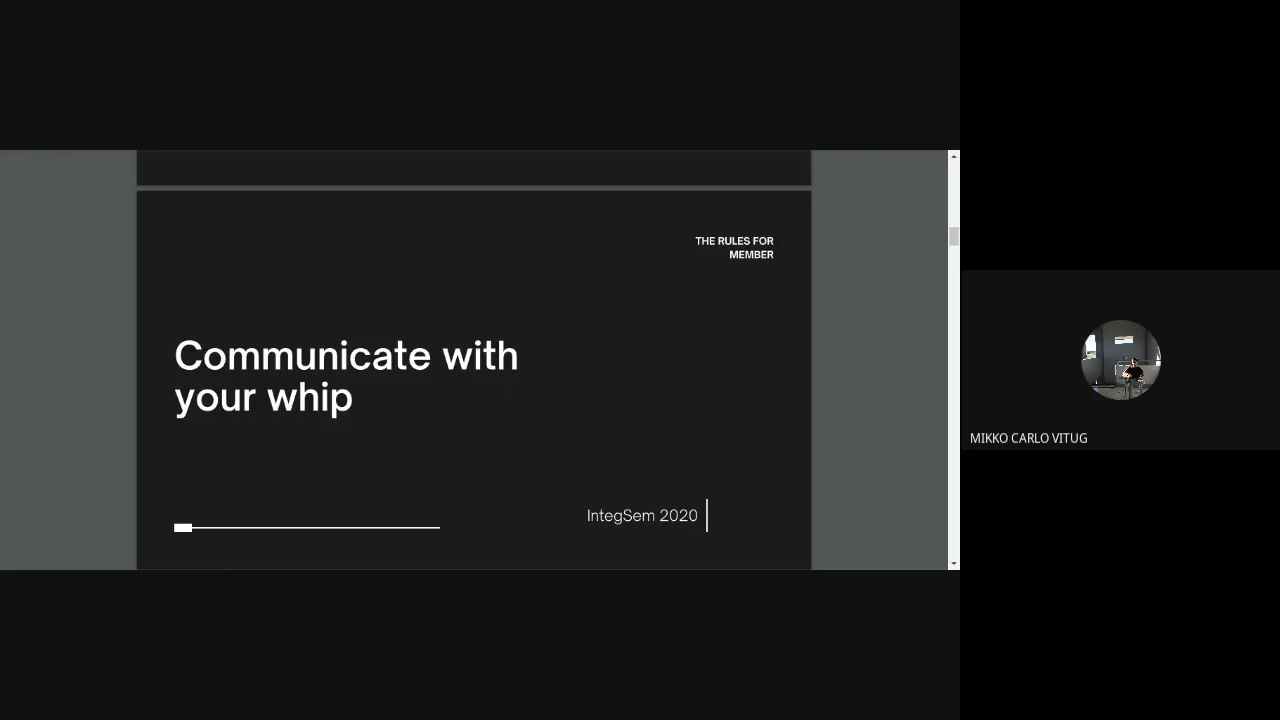 THE RULES FOR
MEMBER
Communicate with
your whip
IntegSem 2020
MIKKO CARLO VITUG